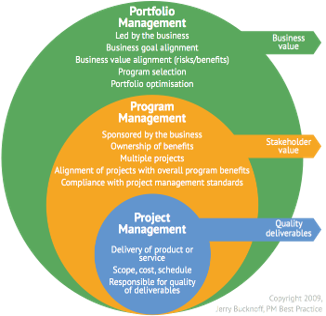 Portfolio
Management
Led by the business
Business goal alignment
Business value alignment (risks/benefits)
Program selection
Portfolio optimisation
Business
value
Program
Management
Sponsored by the business
Ownership of benefits
Multiple projects
Alignment of projects with overall program benefits
Compliance with project management standards
Stakeholder
value
Project
Management
Delivery of product or
service
Scope, cost, schedule
Responsible for quality
of deliverables
Quality
deliverables
Copyright 2009,
Jerry Bucknoff, PM Best Practice